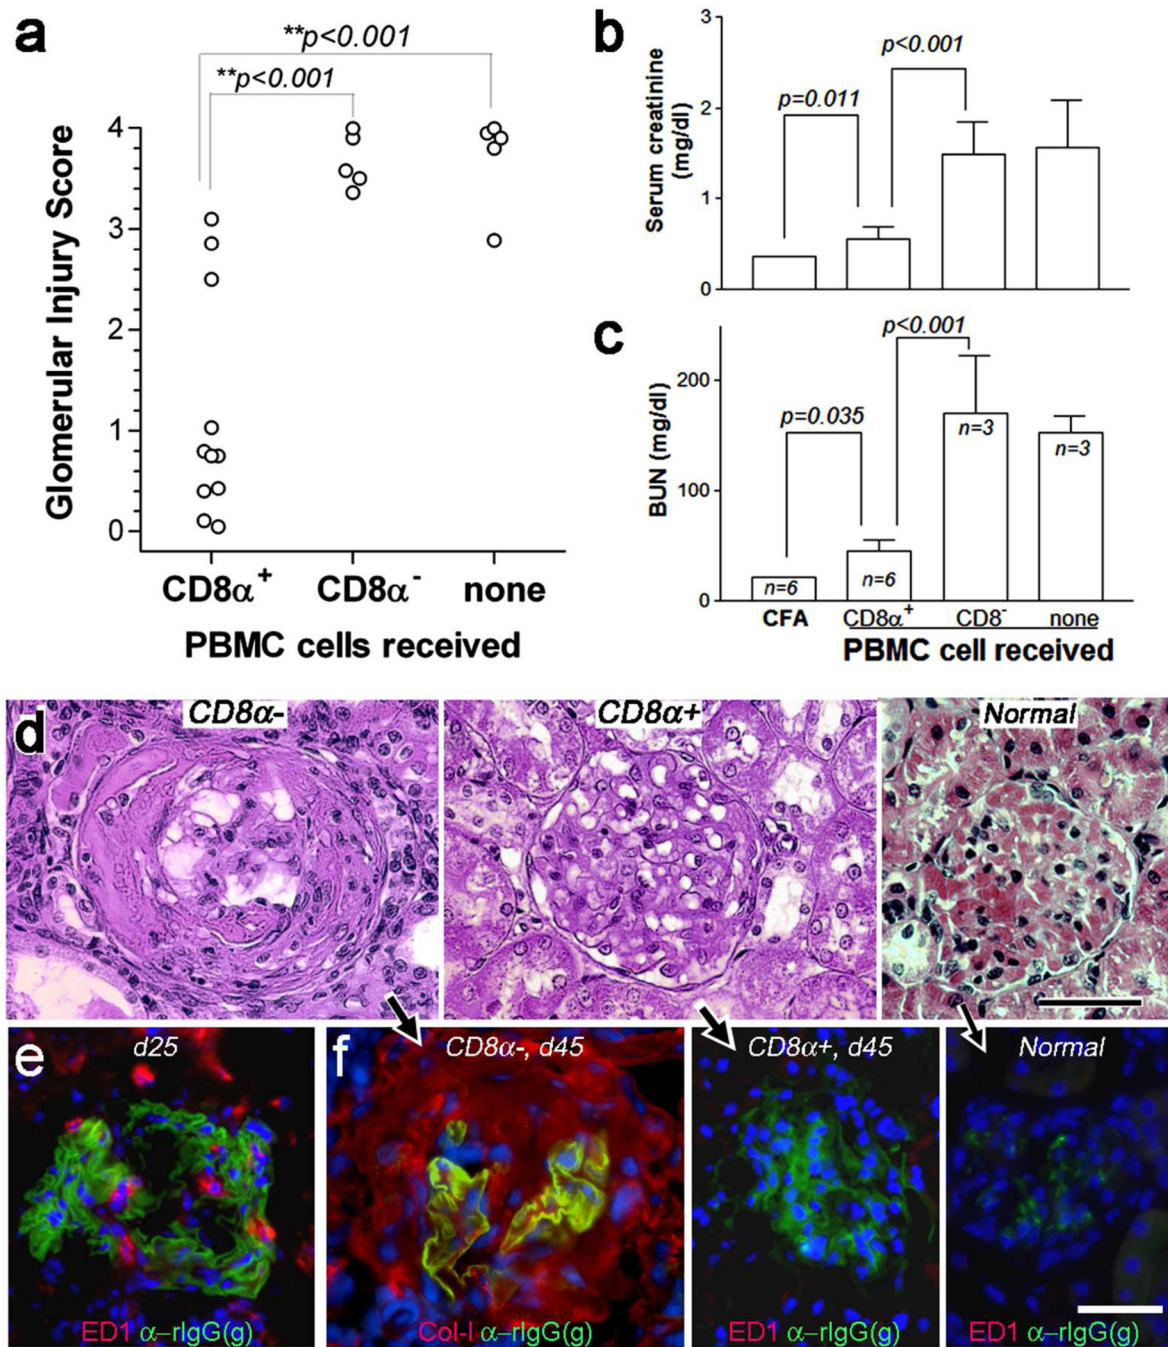 a
**p<0.001
**p<0.001
Glomerular Injury Score
4
3
2
1
0
CD8α⁺ CD8α⁻ none
PBMC cells received
b
p<0.001
p=0.011
Serum creatinine
(mg/dl)
3
2
1
0
c
p<0.001
p=0.035
BUN (mg/dl)
200
100
0
n=6
n=6
n=3
n=3
CFA CD8α⁺ CD8⁻ none
PBMC cell received
d
CD8α- CD8α+ Normal
e
d25
ED1 α–rIgG(g)
f
CD8α-, d45
Col-I α–rIgG(g)
CD8α+, d45
ED1 α–rIgG(g)
Normal
ED1 α–rIgG(g)